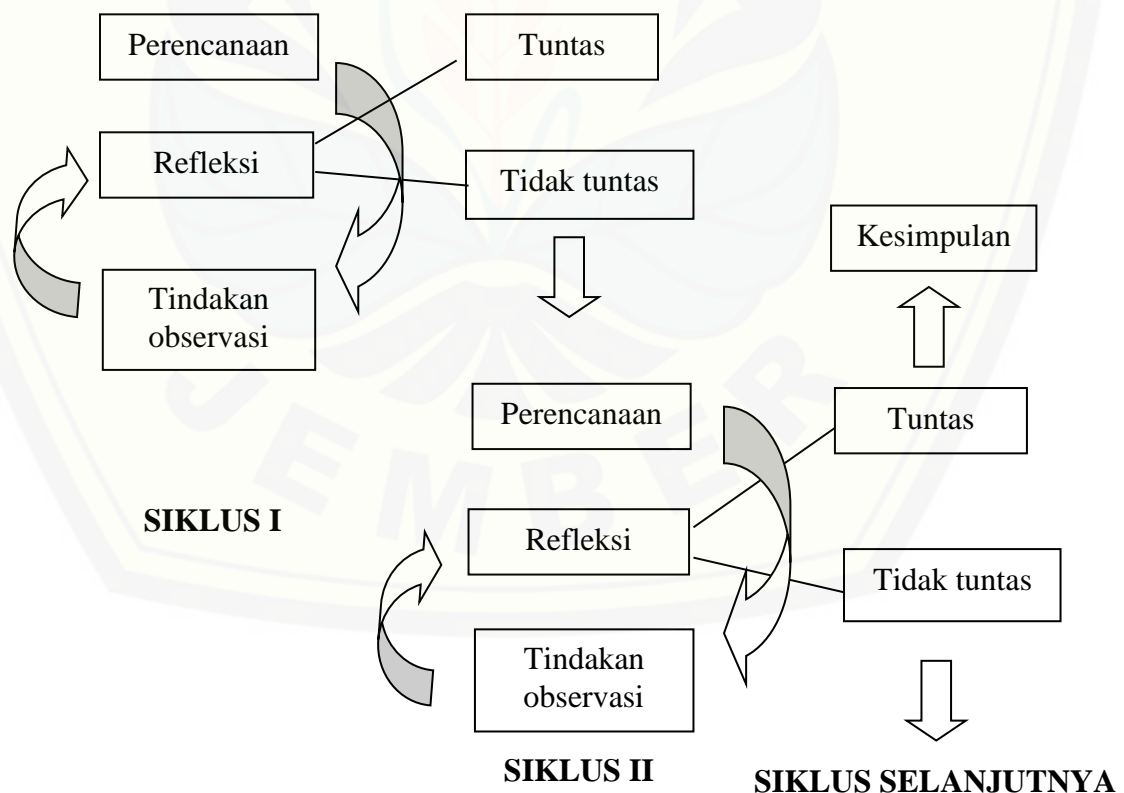 Perencanaan
Tuntas
Refleksi
Tidak tuntas
Tindakan
observasi
Kesimpulan
Perencanaan
Tuntas
SIKLUS I
Refleksi
Tidak tuntas
Tindakan
observasi
SIKLUS II
SIKLUS SELANJUTNYA
JEMBER